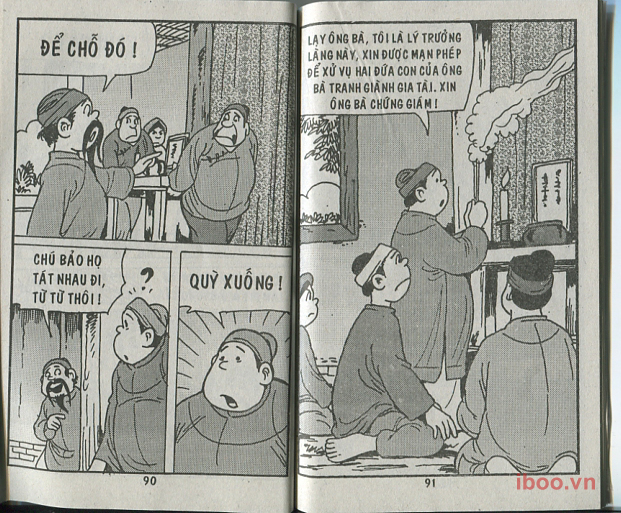 ĐỂ CHỖ ĐÓ !
CHÚ BẢO HỌ
TÁT NHAU ĐI,
TỪ TỪ THÔI !
?
QUỲ XUỐNG !
90
LẠY ÔNG BÀ, TÔI LÀ LÝ TRƯỞNG
LÀNG NÀY, XIN ĐƯỢC MẠN PHÉP
ĐỂ XỬ VỤ HAI ĐỨA CON CỦA ÔNG
BÀ TRANH GIÀNH GIA TÀI. XIN
ÔNG BÀ CHỨNG GIÁM !
91
iboo.vn